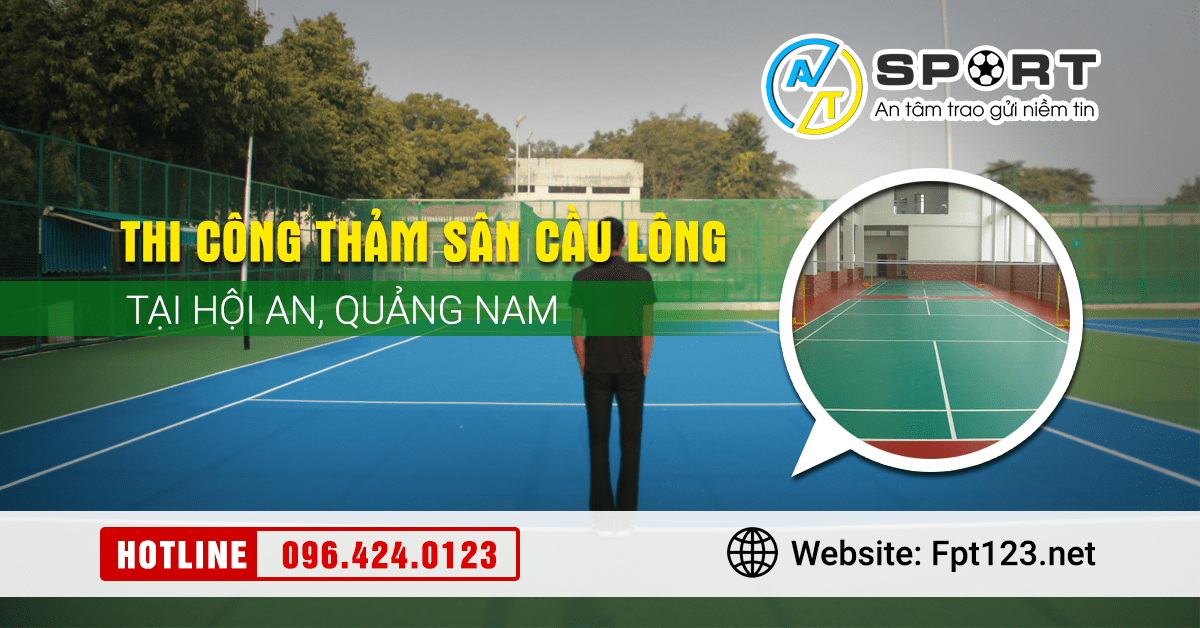 AVT SPORT
An tâm trao gửi niềm tin
THI CÔNG THẢM SÂN CẦU LÔNG
TẠI HỘI AN, QUẢNG NAM
HOTLINE 096.424.0123
Website: Fpt123.net